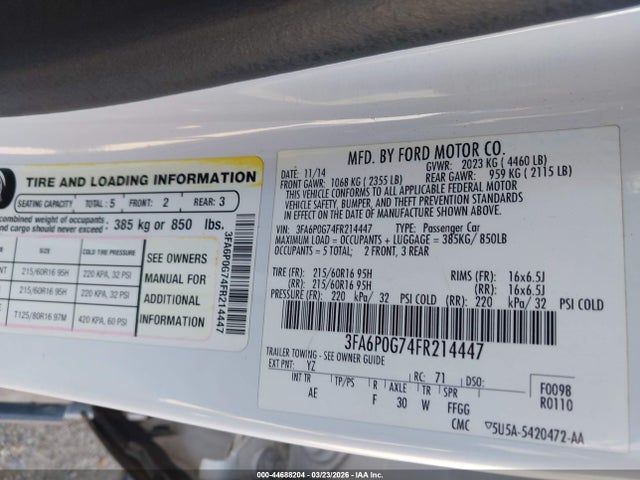 TIRE AND LOADING INFORMATION
SEATING CAPACITY TOTAL : 5 FRONT: 2 REAR: 3
combined weight of occupants
and cargo should never exceed: 385 kg or 850 lbs.
SIZE COLD TIRE PRESSURE
215/60R16 95H 220 KPA, 32 PSI
215/60R16 95H 220 KPA, 32 PSI
T125/80R16 97M 420 KPA, 60 PSI
SEE OWNERS
MANUAL FOR
ADDITIONAL
INFORMATION
3FA6P0G74FR214447
MFD. BY FORD MOTOR CO.
DATE: 11/14 GVWR: 2023 KG ( 4460 LB)
FRONT GAWR: 1068 KG ( 2355 LB) REAR GAWR: 959 KG ( 2115 LB)
THIS VEHICLE CONFORMS TO ALL APPLICABLE FEDERAL MOTOR
VEHICLE SAFETY, BUMPER, AND THEFT PREVENTION STANDARDS
IN EFFECT ON THE DATE OF MANUFACTURE SHOWN ABOVE.
VIN: 3FA6P0G74FR214447 TYPE: Passenger Car
MAXIMUM LOAD = OCCUPANTS + LUGGAGE = 385KG/ 850LB
OCCUPANTS = 5 TOTAL; 2 FRONT, 3 REAR
TIRE (FR): 215/60R16 95H RIMS (FR): 16x6.5J
(RR): 215/60R16 95H (RR): 16x6.5J
PRESSURE (FR): 220 kPa/ 32 PSI COLD (RR): 220 kPa/ 32 PSI COLD
3FA6P0G74FR214447
TRAILER TOWING - SEE OWNER GUIDE
EXT PNT: YZ RC: 71 DSO:
INT TR TP/PS R AXLE TR SPR
AE F 30 W FFGG
CMC
F0098
R0110
5U5A-5420472-AA
000-44688204 - 03/23/2026 - IAAHC